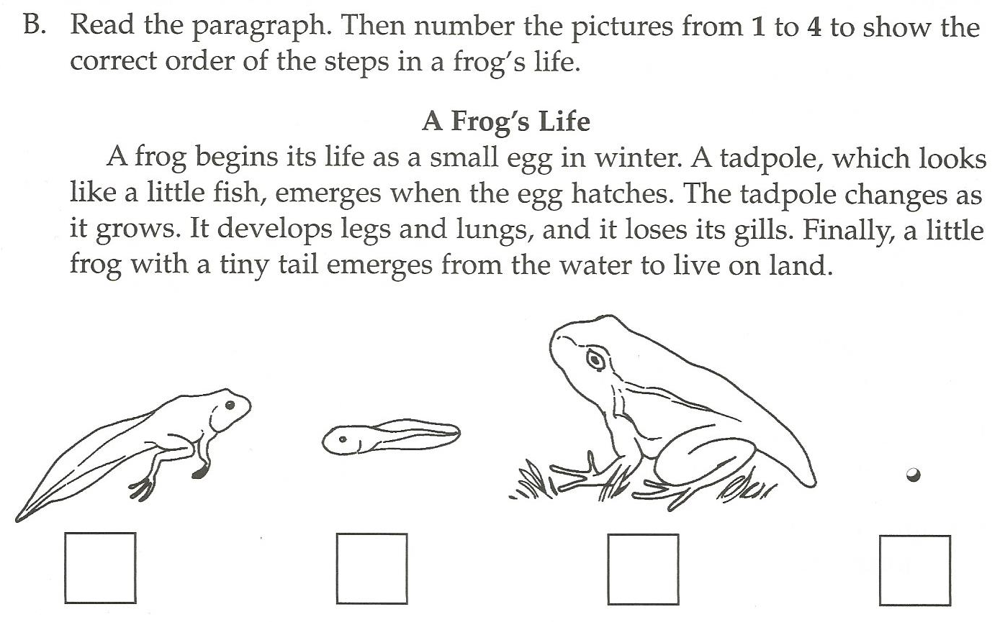 B. Read the paragraph. Then number the pictures from 1 to 4 to show the
correct order of the steps in a frog's life.
A Frog's Life
A frog begins its life as a small egg in winter. A tadpole, which looks
like a little fish, emerges when the egg hatches. The tadpole changes as
it grows. It develops legs and lungs, and it loses its gills. Finally, a little
frog with a tiny tail emerges from the water to live on land.